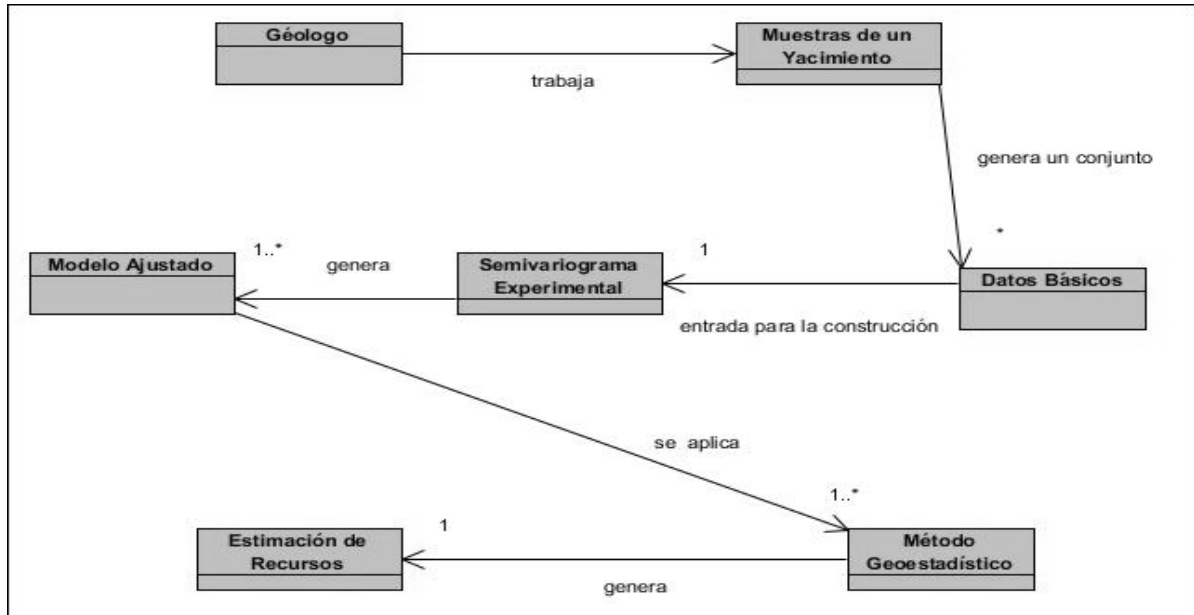 Géologo
Muestras de un
Yacimiento
trabaja
genera un conjunto
*
1..*
genera
1
Modelo Ajustado
Semivariograma
Experimental
Datos Básicos
entrada para la construcción
se aplica
1..*
1
Estimación de
Recursos
Método
Geoestadístico
genera